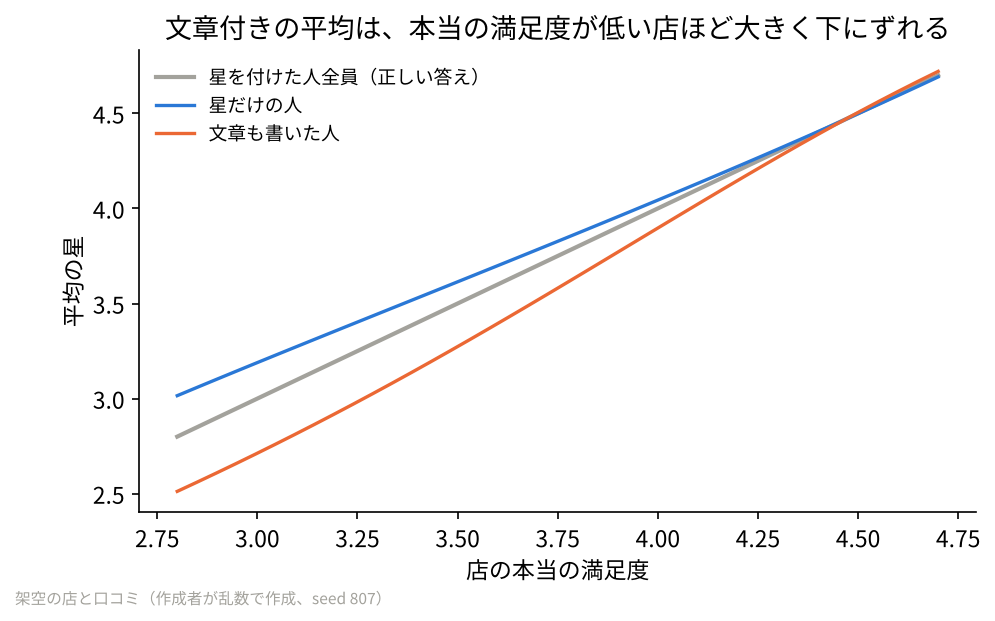 文章付きの平均は、本当の満足度が低い店ほど大きく下にずれる
星を付けた人全員（正しい答え）
星だけの人
文章も書いた人
平均の星
4.5
4.0
3.5
3.0
2.5
2.75 3.00 3.25 3.50 3.75 4.00 4.25 4.50 4.75
店の本当の満足度
架空の店と口コミ（作成者が乱数で作成、seed 807）